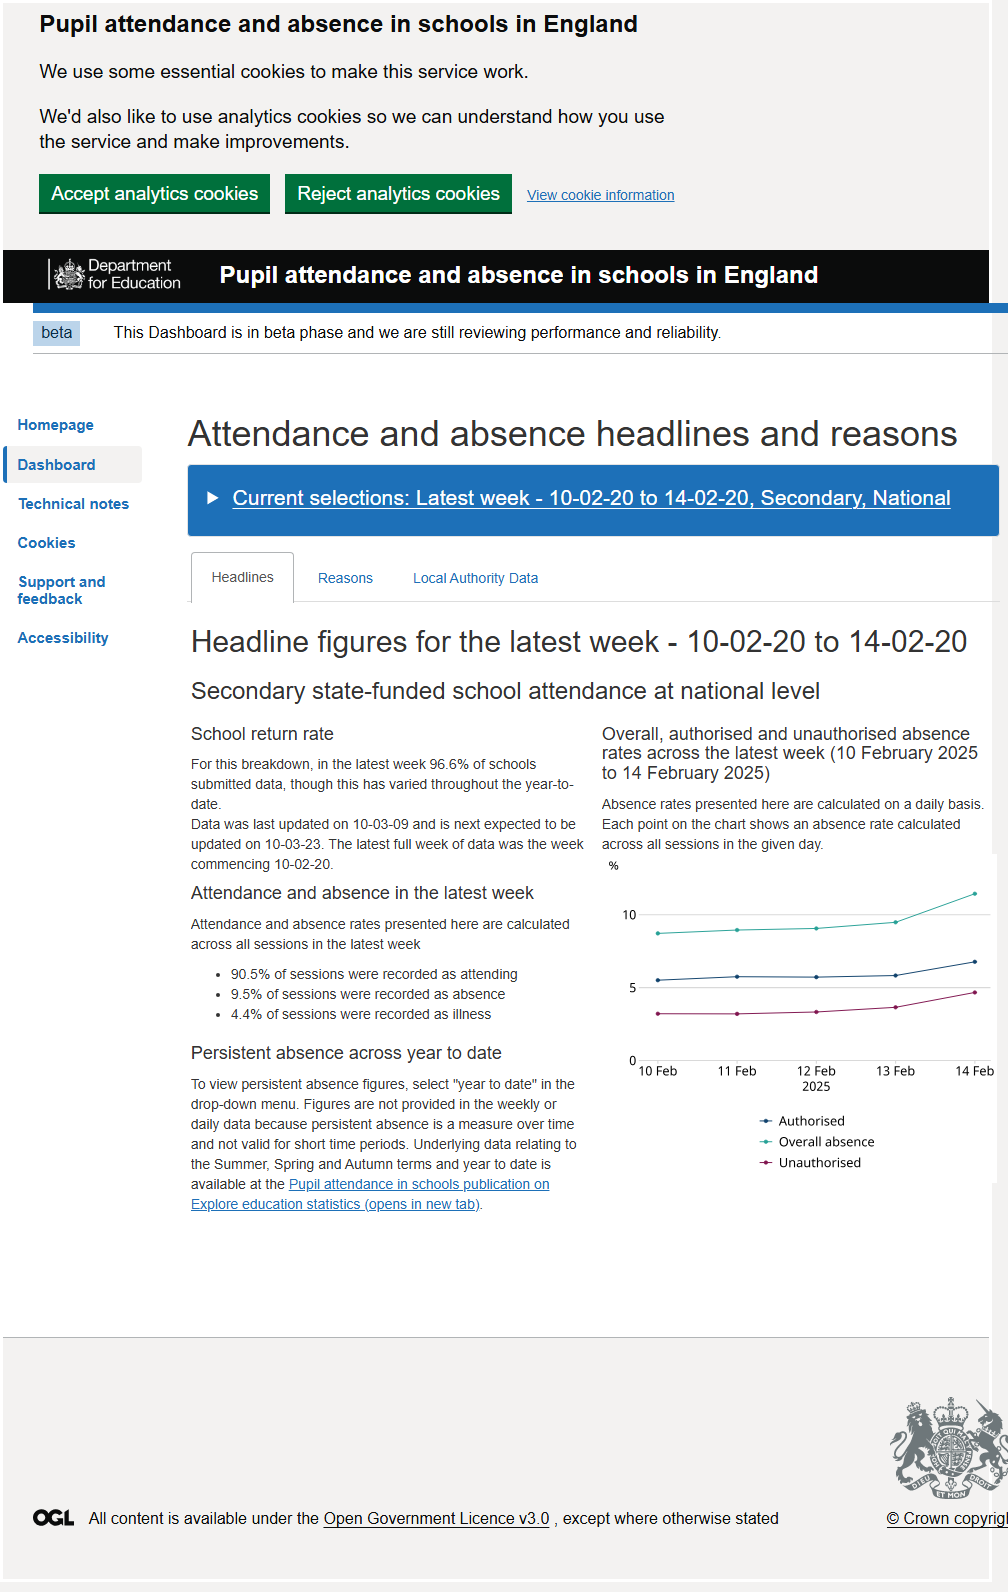 Pupil attendance and absence in schools in England
We use some essential cookies to make this service work.
We'd also like to use analytics cookies so we can understand how you use
the service and make improvements.
Accept analytics cookies
Reject analytics cookies
View cookie information
Department
for Education
Pupil attendance and absence in schools in England
beta
This Dashboard is in beta phase and we are still reviewing performance and reliability.
Homepage
Dashboard
Technical notes
Cookies
Support and
feedback
Accessibility
Attendance and absence headlines and reasons
Current selections: Latest week - 10-02-20 to 14-02-20, Secondary, National
Headlines
Reasons
Local Authority Data
Headline figures for the latest week - 10-02-20 to 14-02-20
Secondary state-funded school attendance at national level
School return rate
For this breakdown, in the latest week 96.6% of schools
submitted data, though this has varied throughout the year-to-
date.
Data was last updated on 10-03-09 and is next expected to be
updated on 10-03-23. The latest full week of data was the week
commencing 10-02-20.
Attendance and absence in the latest week
Attendance and absence rates presented here are calculated
across all sessions in the latest week
• 90.5% of sessions were recorded as attending
• 9.5% of sessions were recorded as absence
• 4.4% of sessions were recorded as illness
Persistent absence across year to date
To view persistent absence figures, select "year to date" in the
drop-down menu. Figures are not provided in the weekly or
daily data because persistent absence is a measure over time
and not valid for short time periods. Underlying data relating to
the Summer, Spring and Autumn terms and year to date is
available at the Pupil attendance in schools publication on
Explore education statistics (opens in new tab).
Overall, authorised and unauthorised absence
rates across the latest week (10 February 2025
to 14 February 2025)
Absence rates presented here are calculated on a daily basis.
Each point on the chart shows an absence rate calculated
across all sessions in the given day.
%
10
5
0
10 Feb
11 Feb
12 Feb
2025
13 Feb
14 Feb
Authorised
Overall absence
Unauthorised
DIEU ET MON DROIT
OGL
All content is available under the Open Government Licence v3.0 , except where otherwise stated
© Crown copyrig